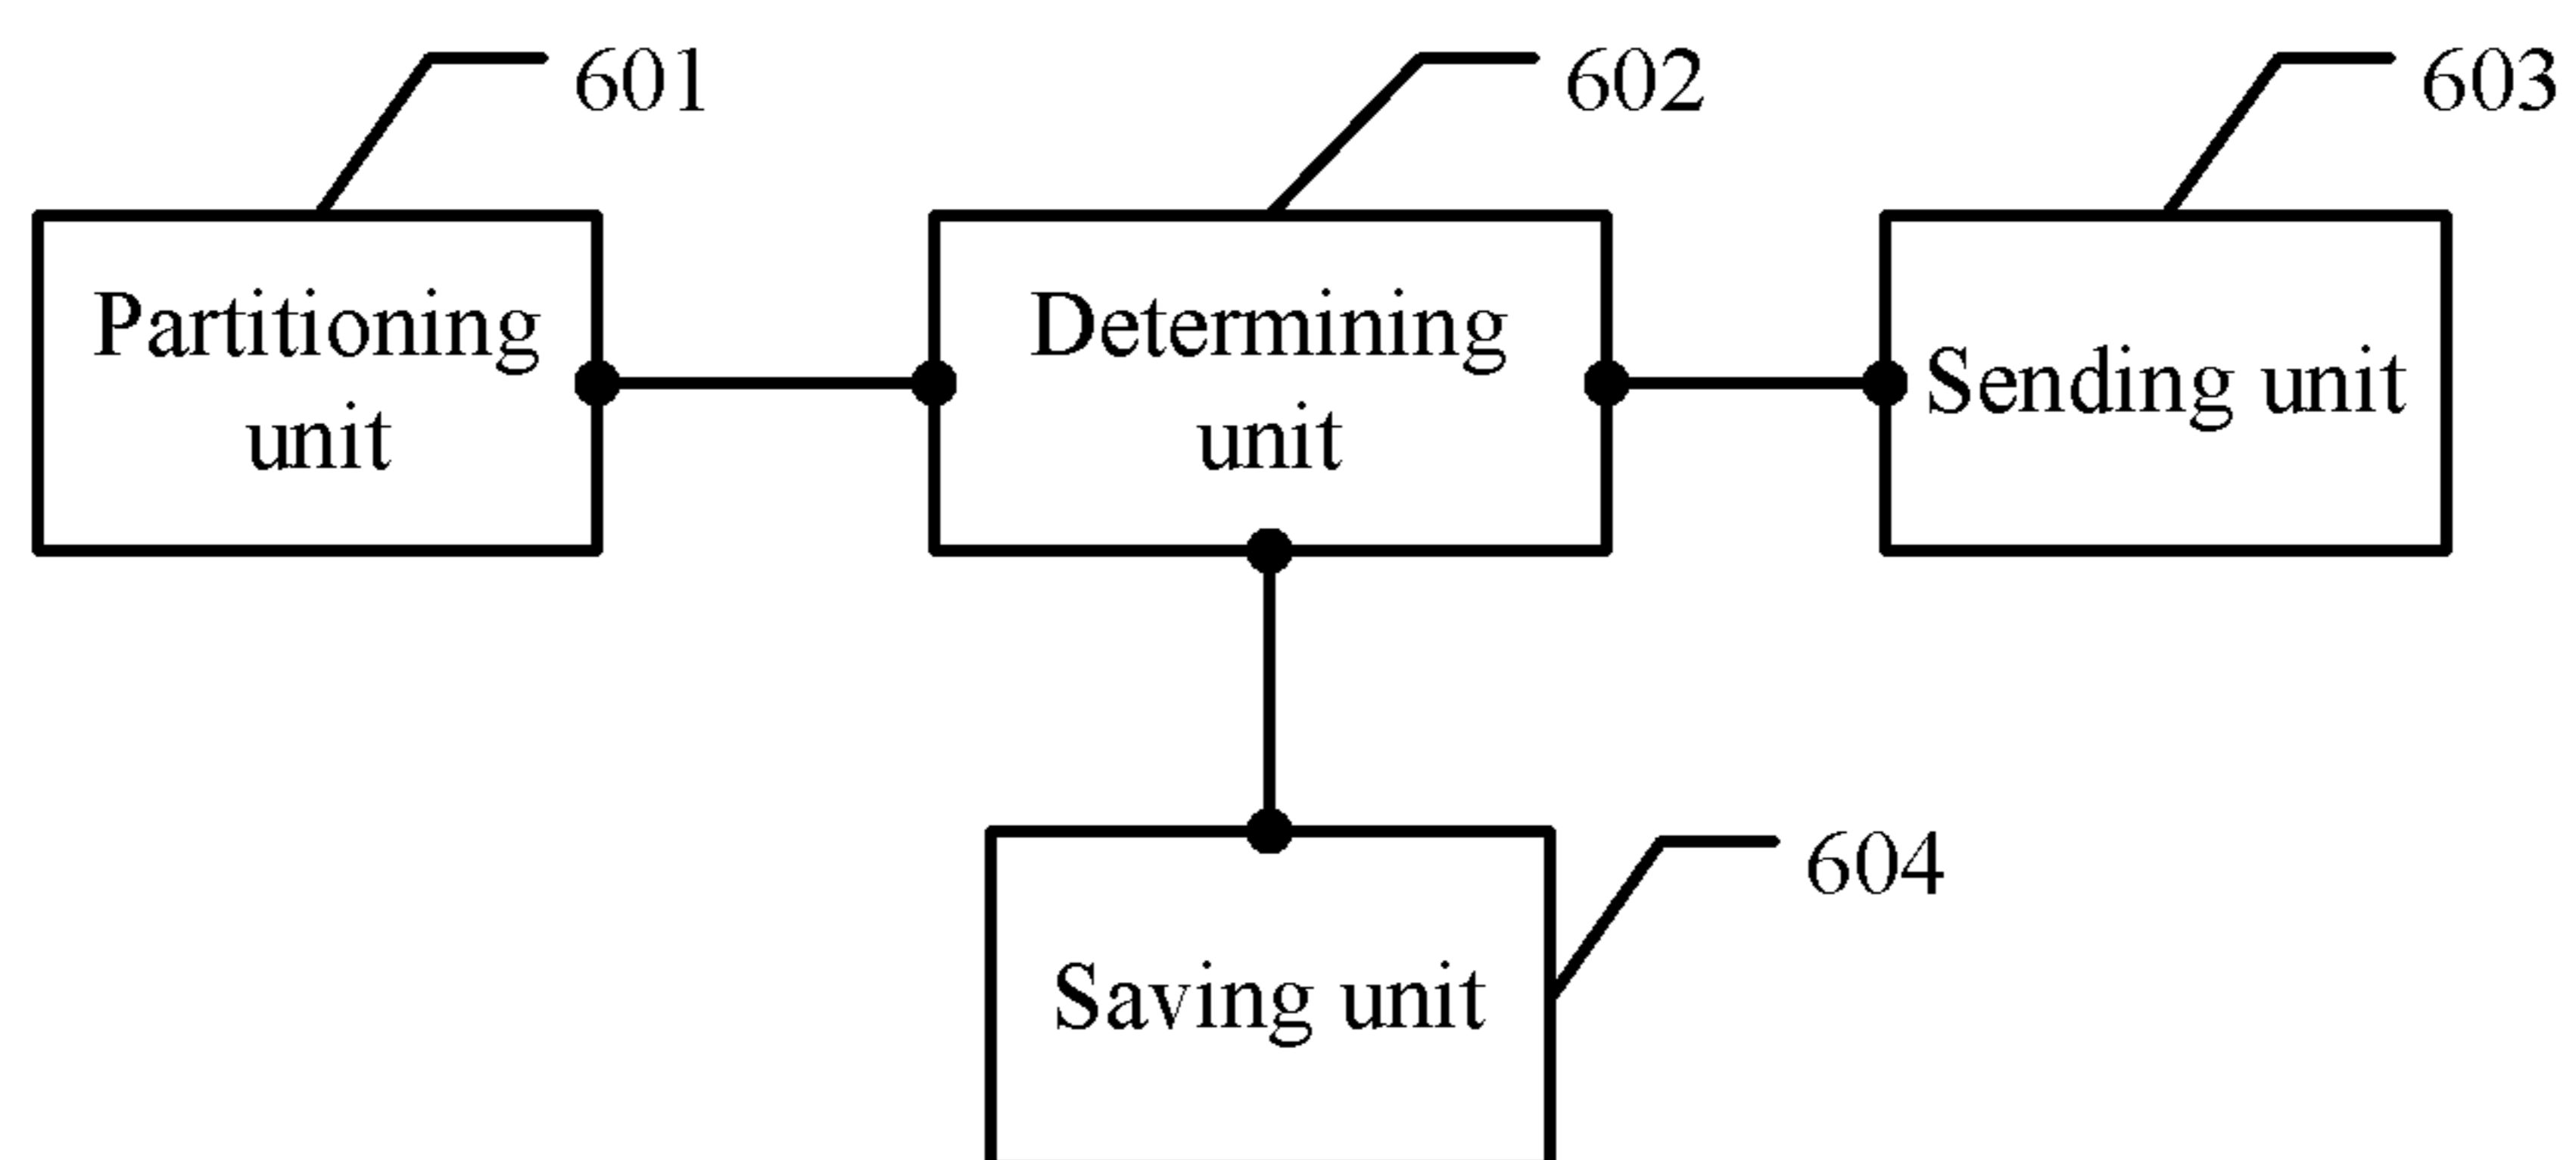 601
602
603
Partitioning
unit
Determining
unit
Sending unit
604
Saving unit